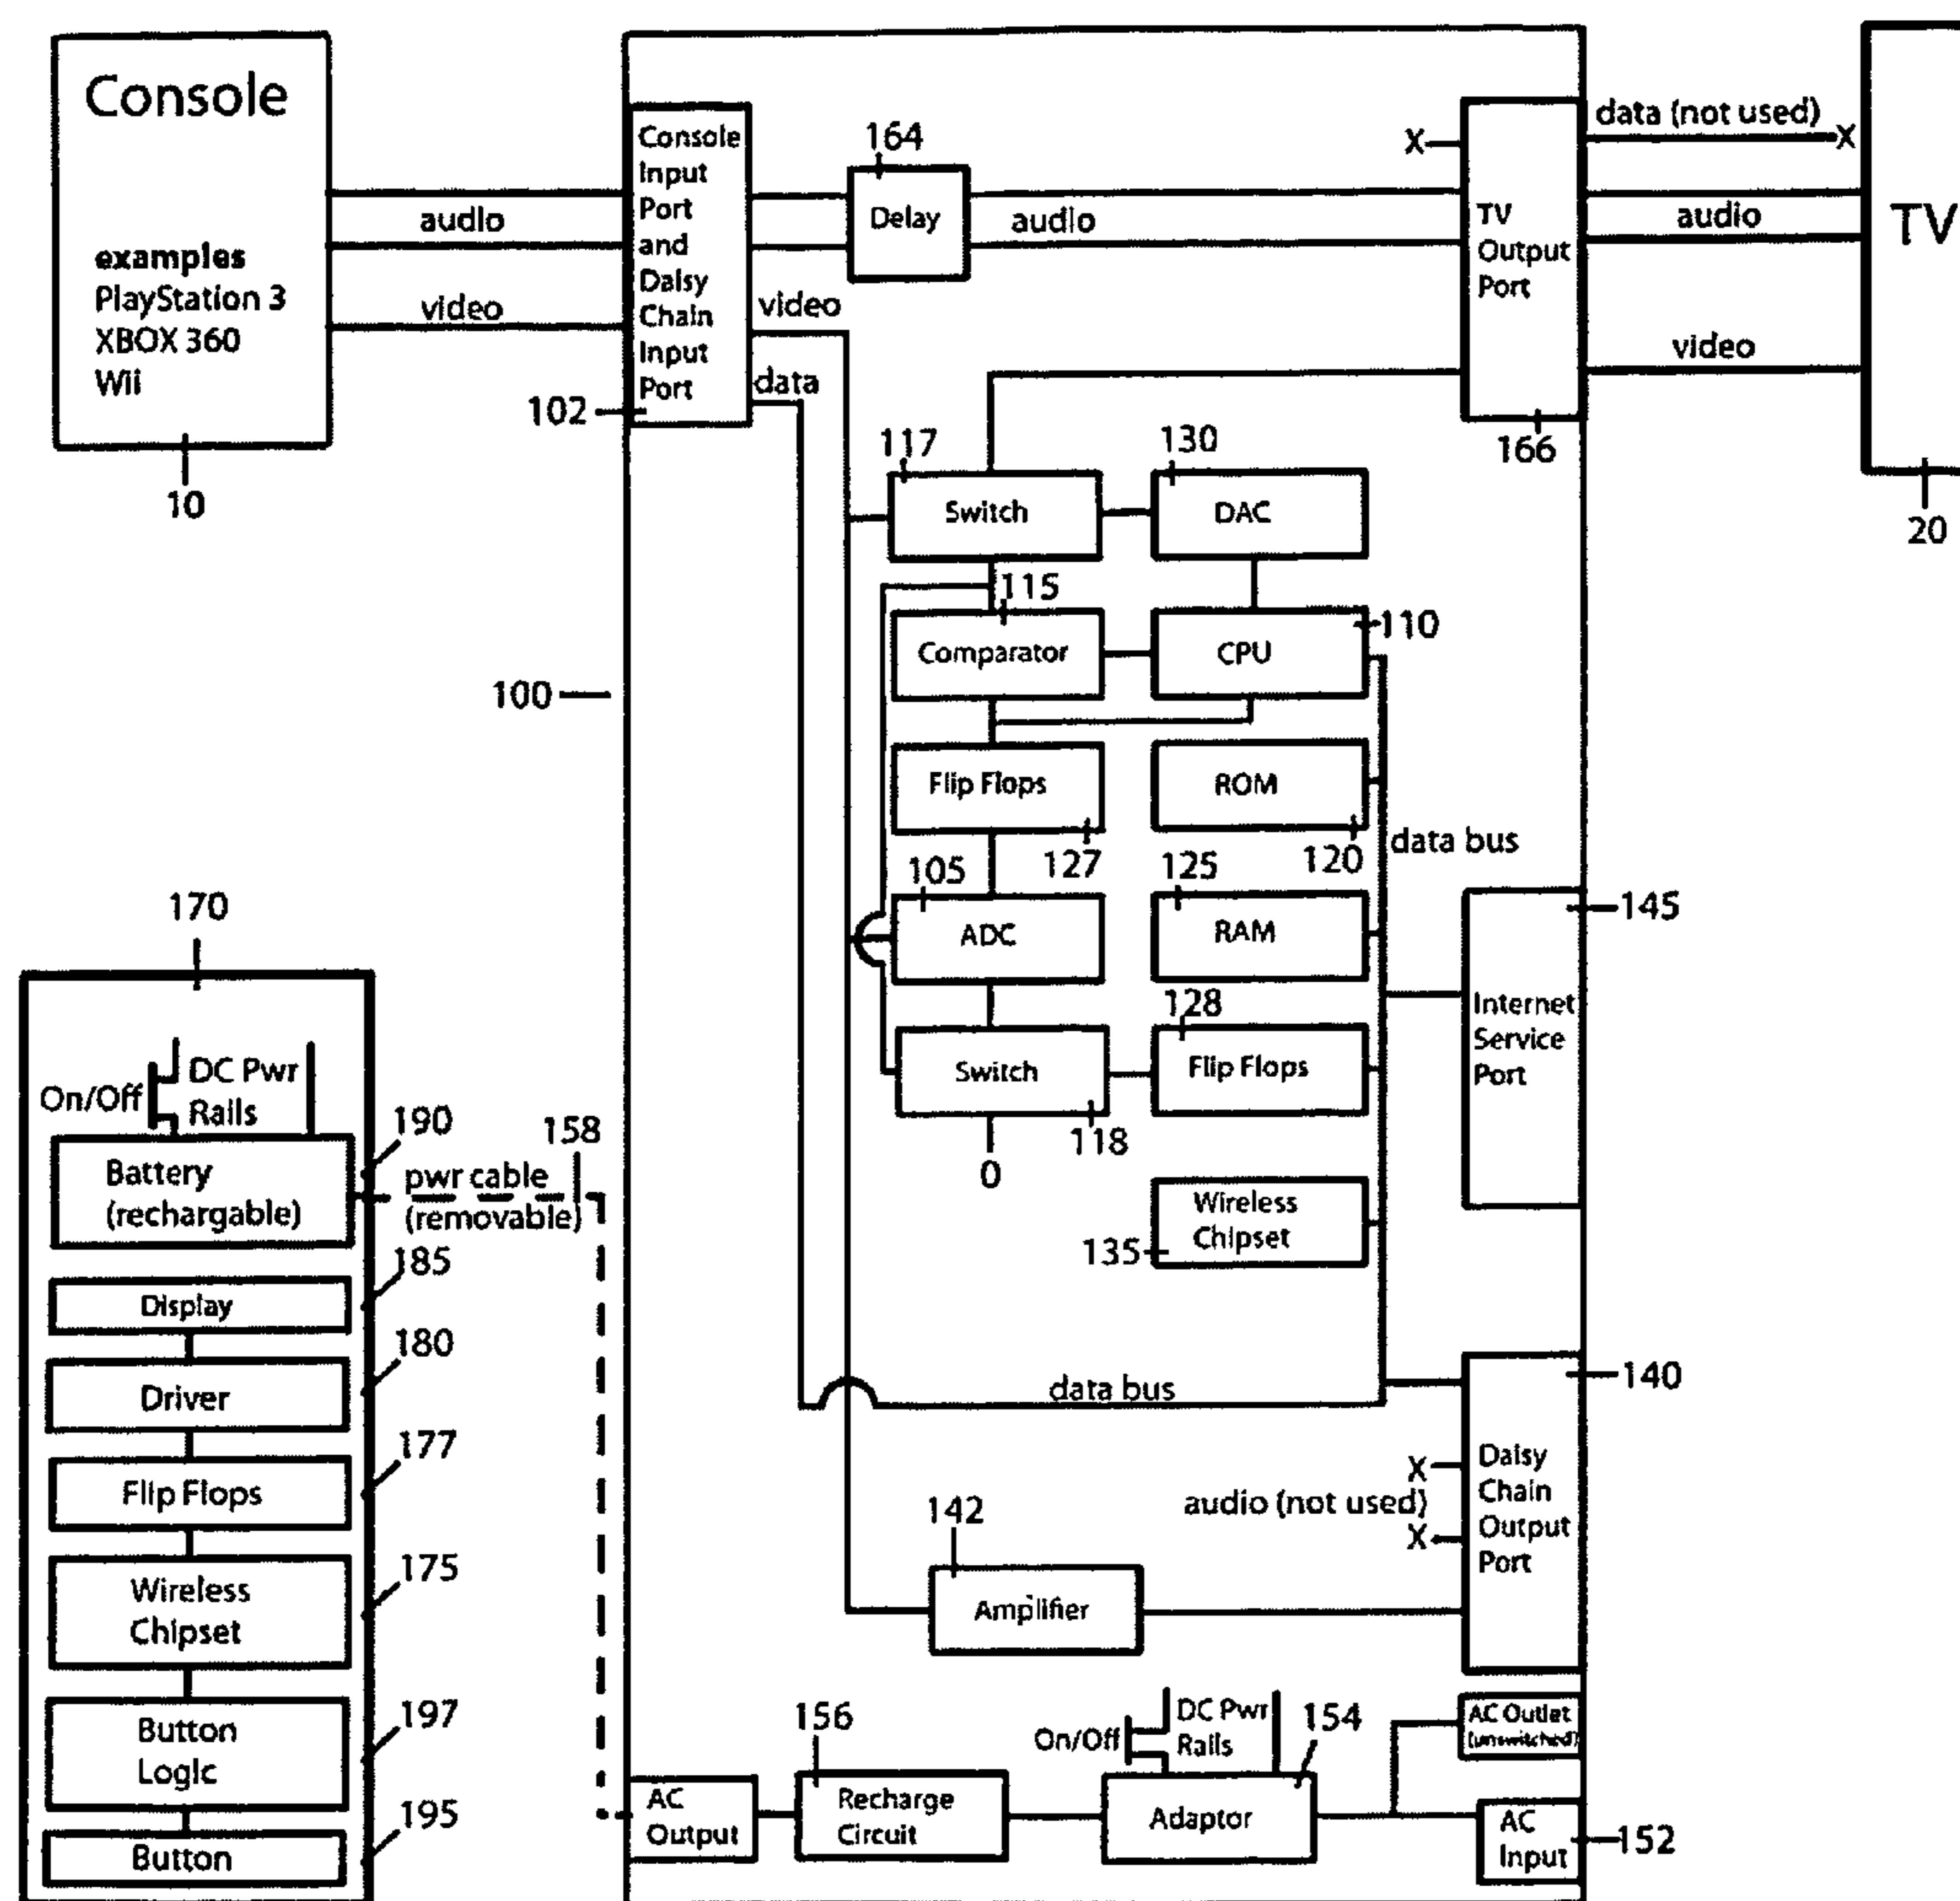 Console
examples
PlayStation 3
XBOX 360
Wii
10
audio
video
Console
Input
Port
and
Daisy
Chain
Input
Port
102
video
data
164
Delay
audio
X
TV
Output
Port
166
data (not used)
X
audio
video
TV
20
117
Switch
130
DAC
115
Comparator
CPU
110
100
Flip Flops
127
ROM
120
data bus
105
ADC
125
RAM
145
Internet
Service
Port
128
Switch
118
0
Flip Flops
Wireless
Chipset
135
data bus
140
Daisy
Chain
Output
Port
X
audio (not used)
X
142
Amplifier
170
On/Off
DC Pwr
Rails
190
Battery
(rechargable)
158
pwr cable
(removable)
185
Display
180
Driver
177
Flip Flops
175
Wireless
Chipset
197
Button
Logic
195
Button
AC
Output
156
Recharge
Circuit
On/Off
DC Pwr
Rails
154
Adaptor
AC Outlet
(unswitched)
AC
Input
152